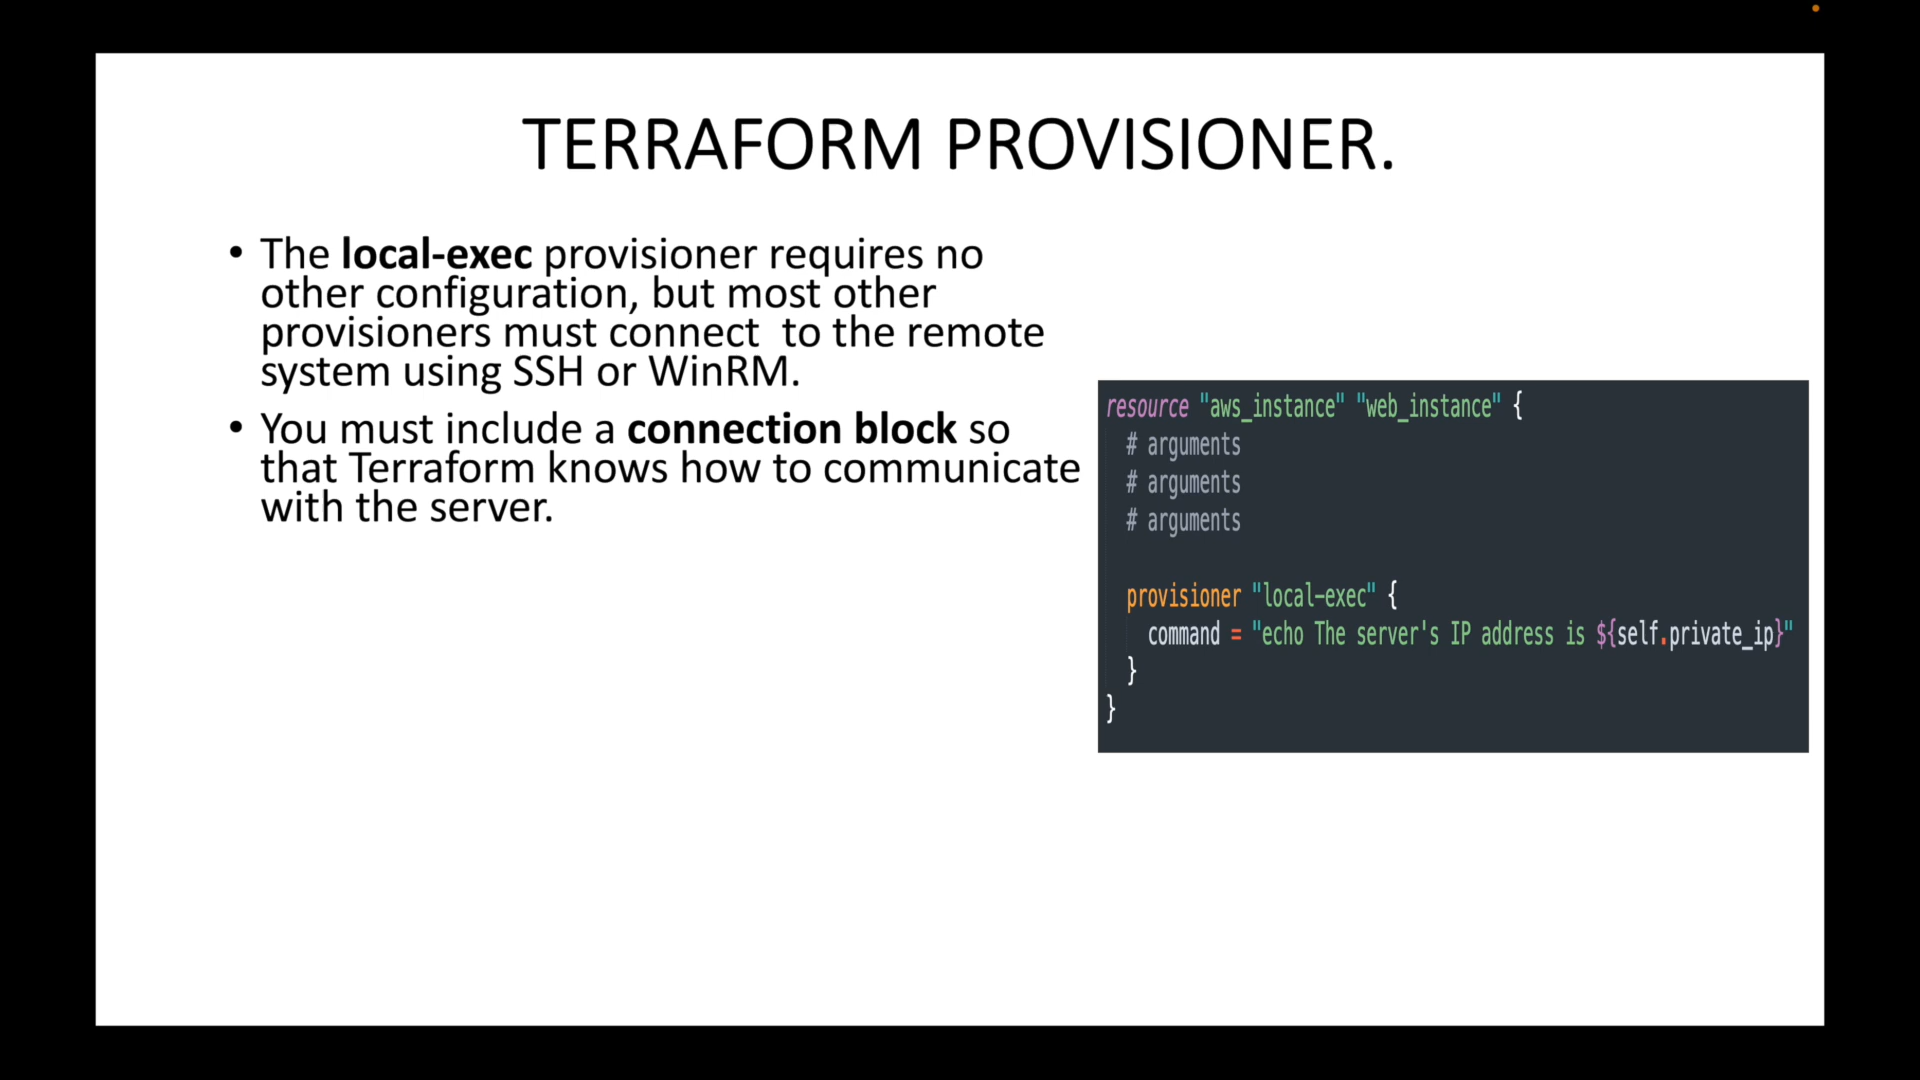 TERRAFORM PROVISIONER.
• The local-exec provisioner requires no
other configuration, but most other
provisioners must connect  to the remote
system using SSH or WinRM.
• You must include a connection block so
that Terraform knows how to communicate
with the server.
resource "aws_instance" "web_instance" {
  # arguments
  # arguments
  # arguments
  provisioner "local-exec" {
    command = "echo The server's IP address is ${self.private_ip}"
  }
}